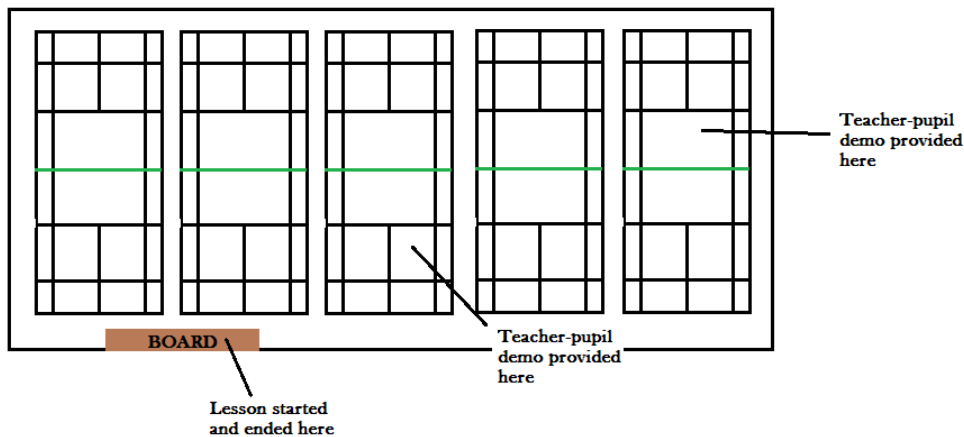 Teacher-pupil
demo provided
here
BOARD
Teacher-pupil
demo provided
here
Lesson started
and ended here